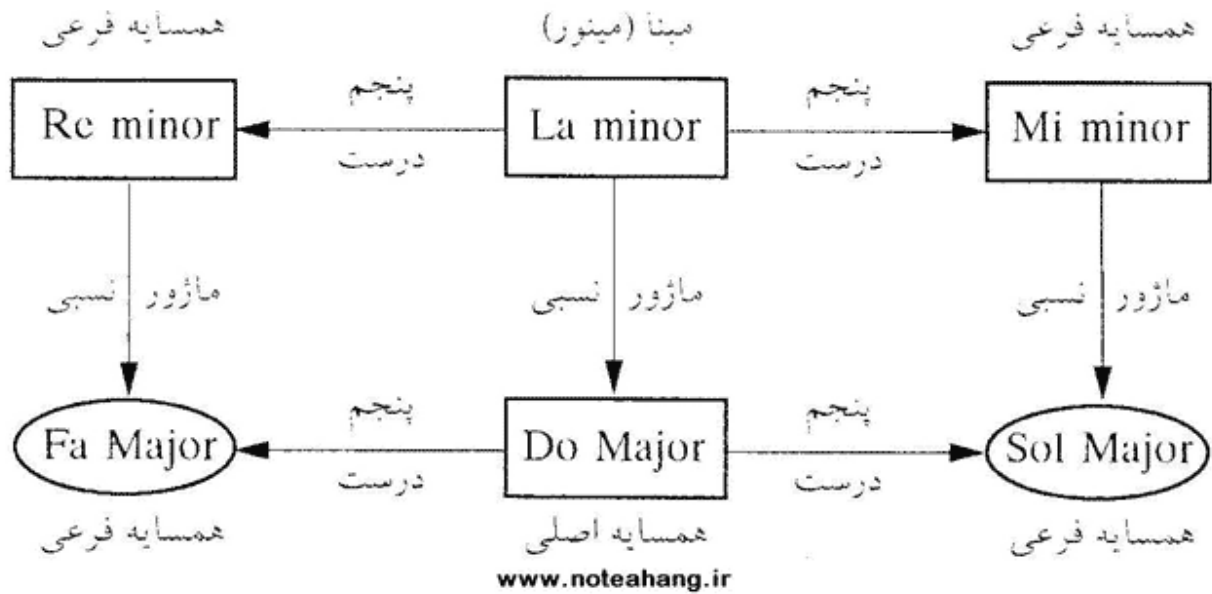 همسایه فرعی
مبنا (مینور)
همسایه فرعی
Re minor
پنجم
درست
La minor
پنجم
درست
Mi minor
ماژور نسبی
ماژور نسبی
ماژور نسبی
Fa Major
پنجم
درست
Do Major
پنجم
درست
Sol Major
همسایه فرعی
همسایه اصلی
همسایه فرعی
www.noteahang.ir